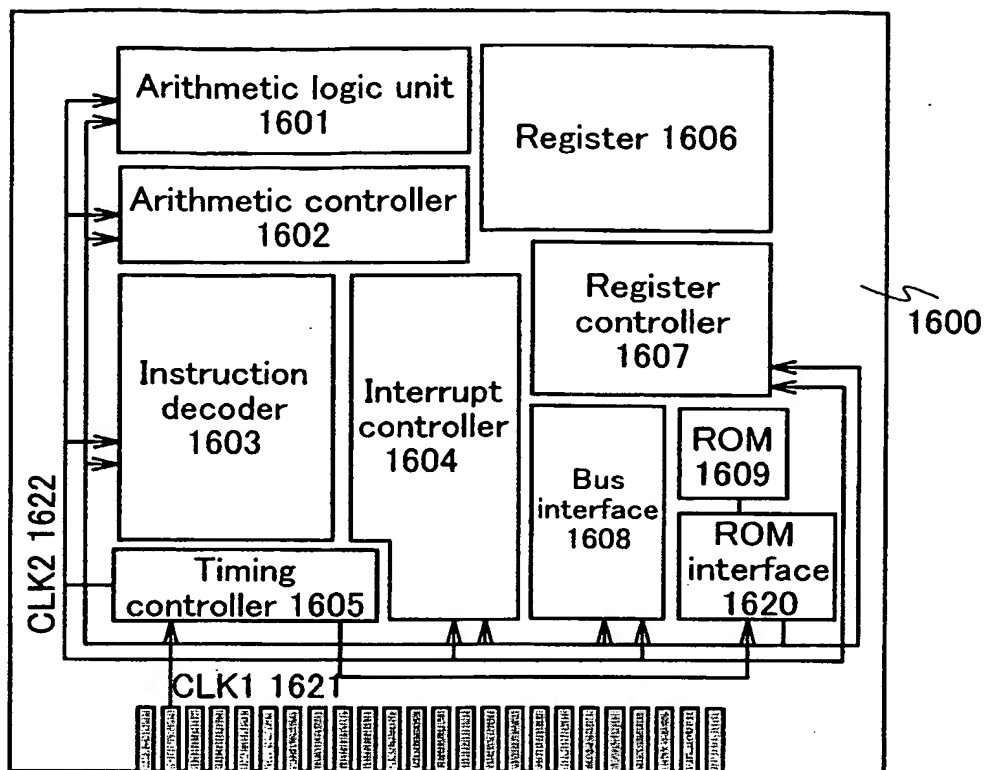 Arithmetic logic unit
1601
Register 1606
Arithmetic controller
1602
Register
controller
1607
1600
Instruction
decoder
1603
Interrupt
controller
1604
ROM
1609
Bus
interface
1608
ROM
interface
1620
Timing
controller 1605
CLK2 1622
CLK1 1621